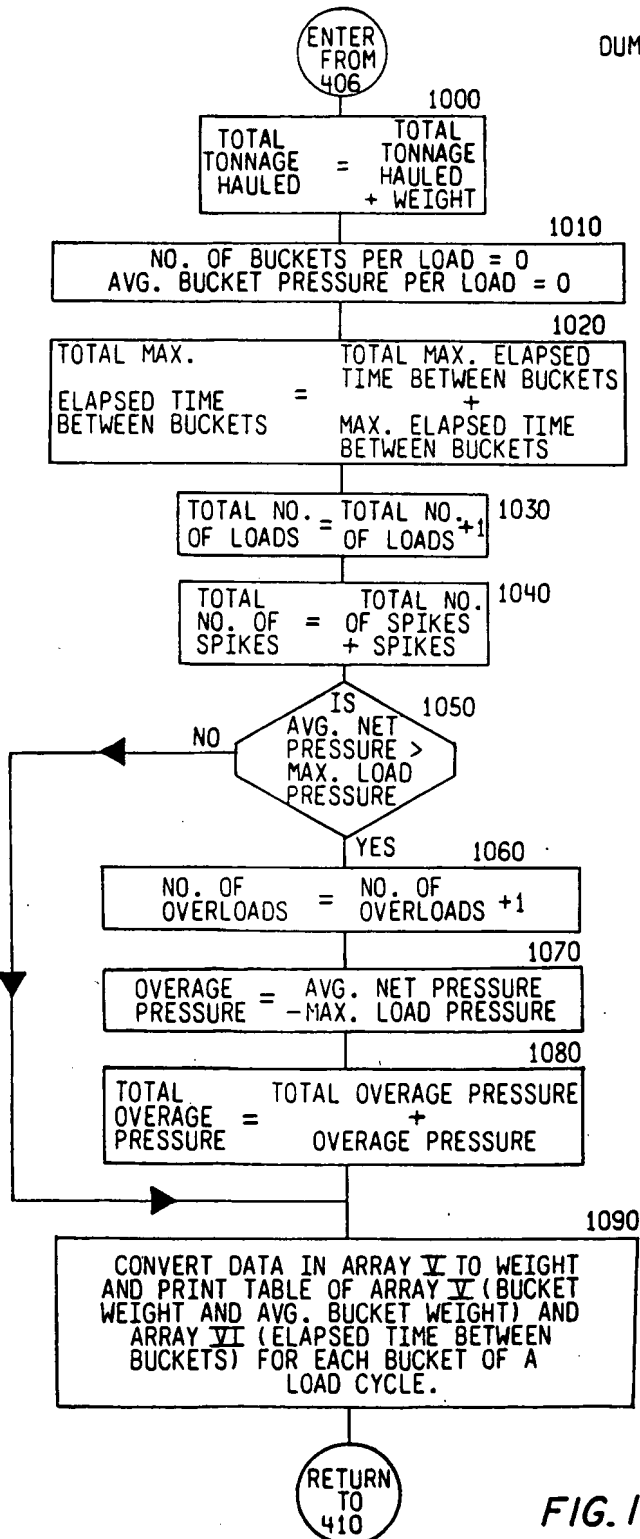 ENTER
FROM
406
DUM
1000
TOTAL
TONNAGE
HAULED
=
TOTAL
TONNAGE
HAULED
+ WEIGHT
1010
NO. OF BUCKETS PER LOAD = 0
AVG. BUCKET PRESSURE PER LOAD = 0
1020
TOTAL MAX.
ELAPSED TIME
BETWEEN BUCKETS
=
TOTAL MAX. ELAPSED
TIME BETWEEN BUCKETS
+
MAX. ELAPSED TIME
BETWEEN BUCKETS
1030
TOTAL NO.
OF LOADS
=
TOTAL NO.
OF LOADS
+1
1040
TOTAL
NO. OF
SPIKES
=
TOTAL NO.
OF SPIKES
+ SPIKES
1050
IS
AVG. NET
PRESSURE >
MAX. LOAD
PRESSURE
NO
YES
1060
NO. OF
OVERLOADS
=
NO. OF
OVERLOADS
+1
1070
OVERAGE
PRESSURE
=
AVG. NET PRESSURE
-MAX. LOAD PRESSURE
1080
TOTAL
OVERAGE
PRESSURE
=
TOTAL OVERAGE PRESSURE
+
OVERAGE PRESSURE
1090
CONVERT DATA IN ARRAY V TO WEIGHT
AND PRINT TABLE OF ARRAY V (BUCKET
WEIGHT AND AVG. BUCKET WEIGHT) AND
ARRAY VI (ELAPSED TIME BETWEEN
BUCKETS) FOR EACH BUCKET OF A
LOAD CYCLE.
RETURN
TO
410
FIG. 1